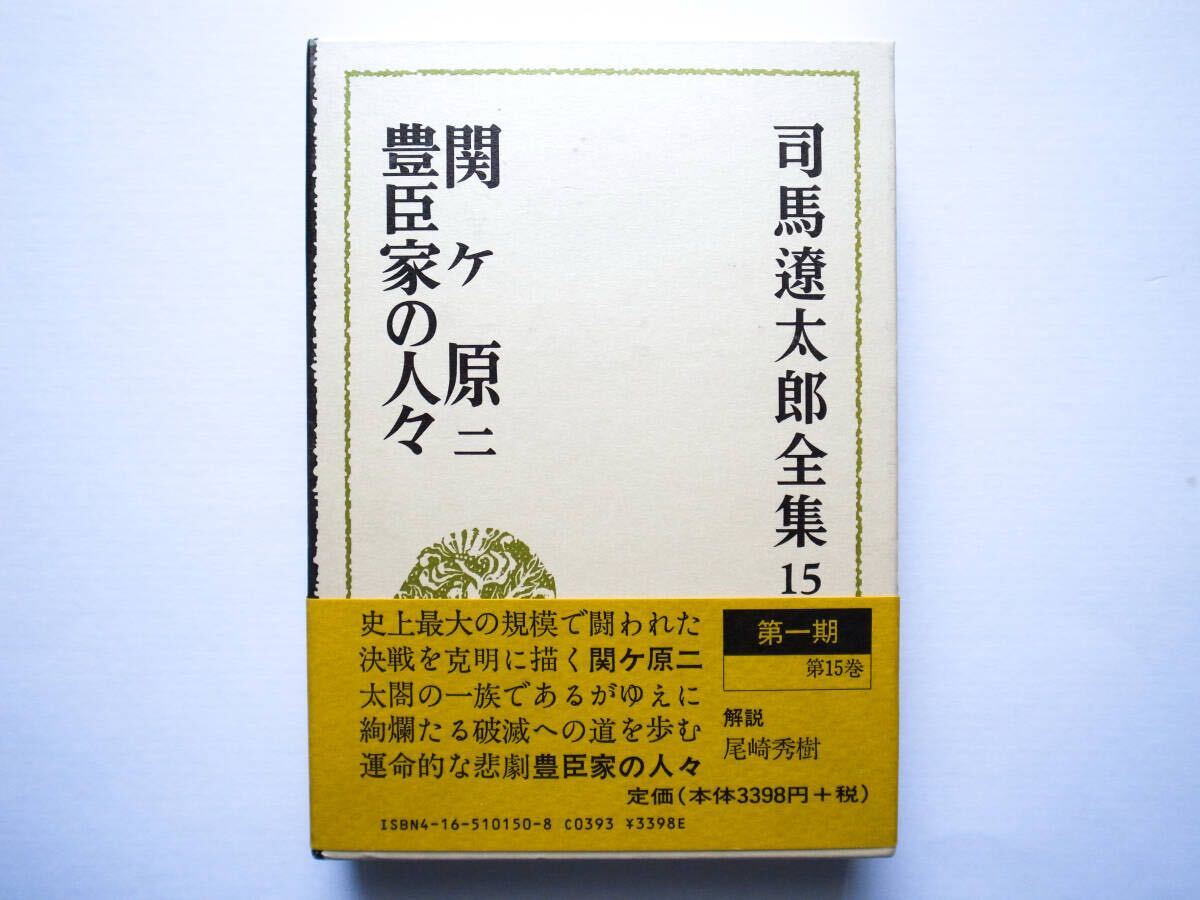 司馬遼太郎全集15
関ヶ原 二
豊臣家の人々
史上最大の規模で闘われた
決戦を克明に描く関ケ原二
太閤の一族であるがゆえに
絢爛たる破滅への道を歩む
運命的な悲劇豊臣家の人々
第一期
第15巻
解説
尾崎秀樹
定価(本体3398円+税)
ISBN4-16-510150-8 C0393 ¥3398E